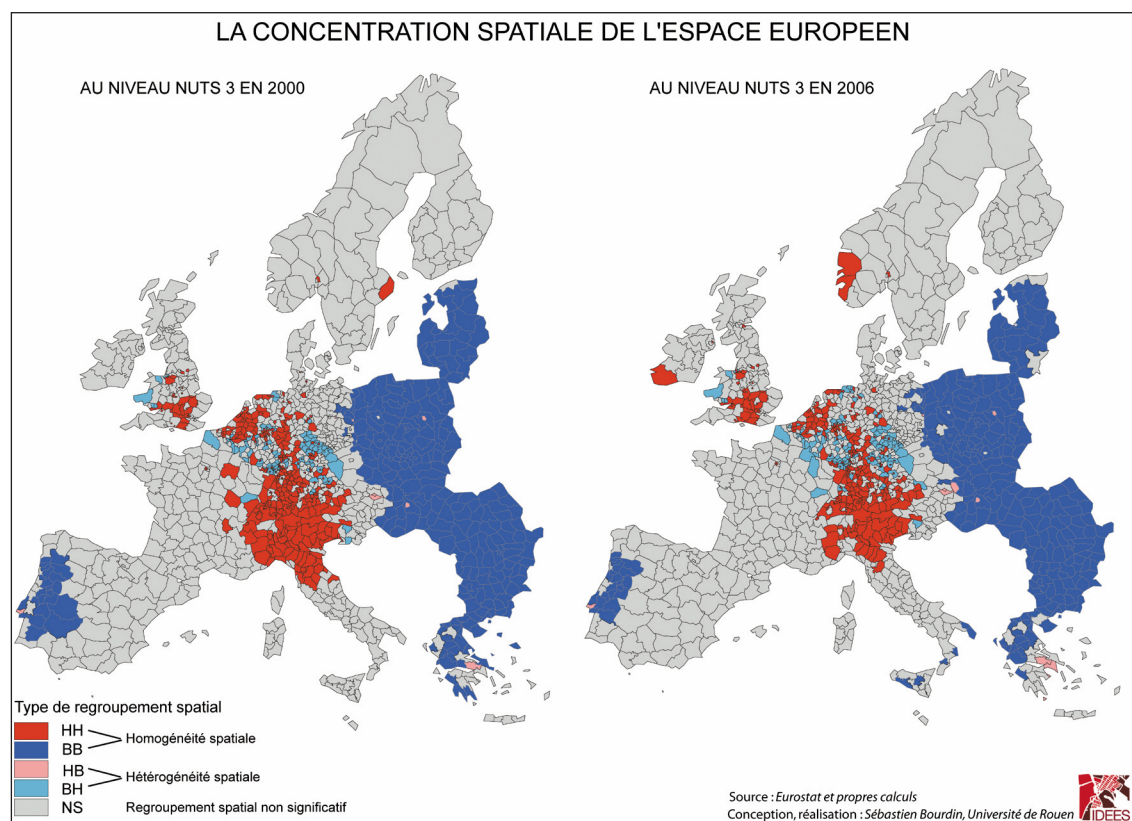 LA CONCENTRATION SPATIALE DE L'ESPACE EUROPEEN
AU NIVEAU NUTS 3 EN 2000
AU NIVEAU NUTS 3 EN 2006
Type de regroupement spatial
HH
BB
Homogénéité spatiale
HB
BH
Hétérogénéité spatiale
NS
Regroupement spatial non significatif
Source : Eurostat et propres calculs
Conception, réalisation : Sébastien Bourdin, Université de Rouen
IDEES